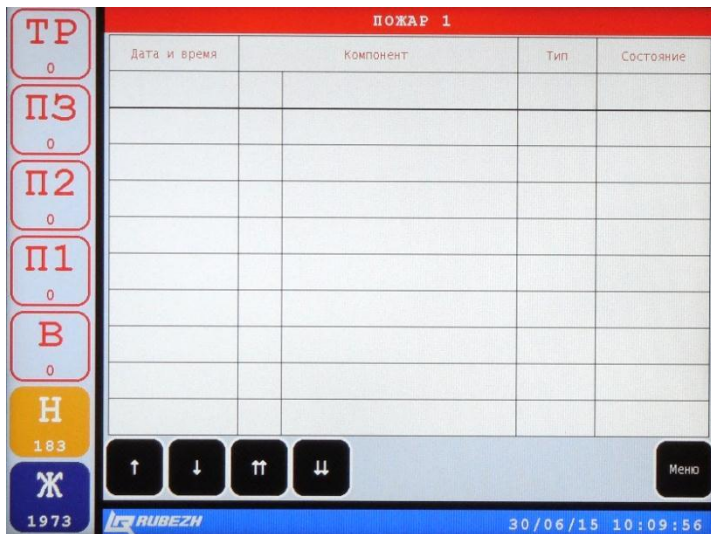 ТР
0
П3
0
П2
0
П1
0
В
0
Н
183
Ж
1973
ПОЖАР 1
Дата и время Компонент Тип Состояние
↑ ↓ ⇈ ⇊ Меню
RUBEZH 30/06/15 10:09:56